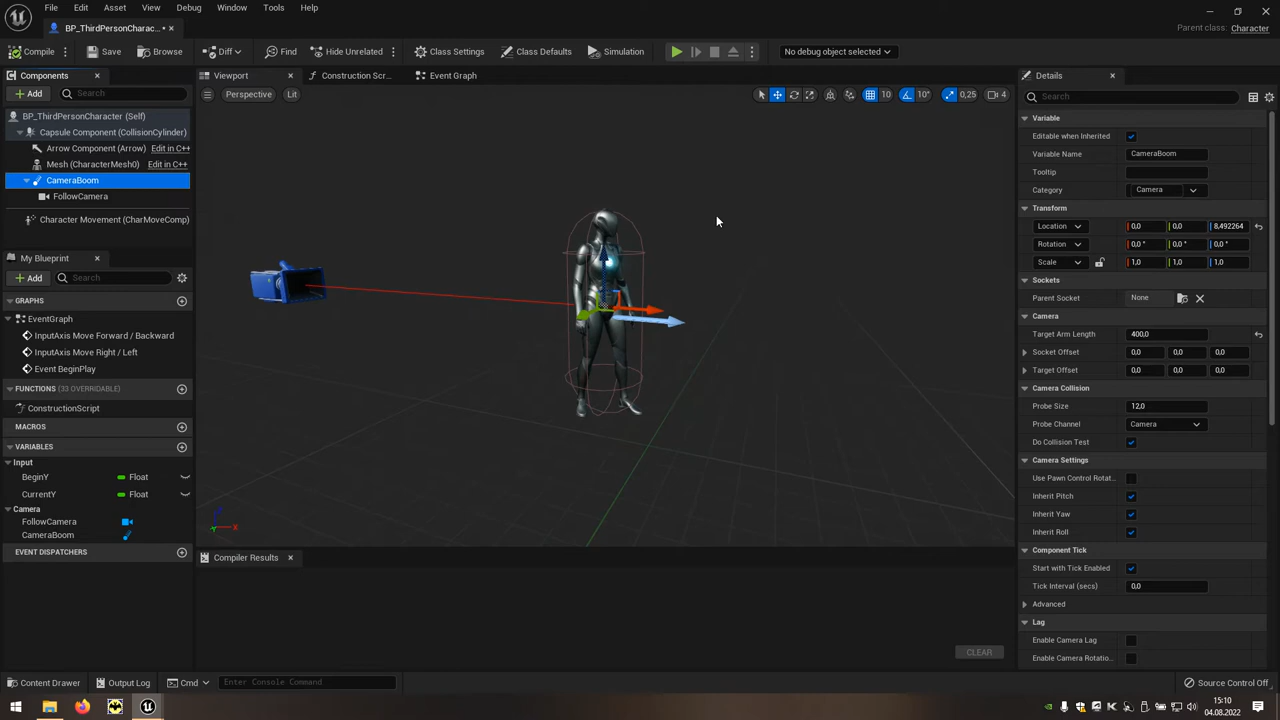 File Edit Asset View Debug Window Tools Help
BP_ThirdPersonCharac...
Parent class: Character
Compile Save Browse Diff Find Hide Unrelated Class Settings Class Defaults Simulation No debug object selected
Components
Add Search
BP_ThirdPersonCharacter (Self)
Capsule Component (CollisionCylinder)
Arrow Component (Arrow) Edit in C++
Mesh (CharacterMesh0) Edit in C++
CameraBoom
FollowCamera
Character Movement (CharMoveComp)
My Blueprint
Add Search
GRAPHS
EventGraph
InputAxis Move Forward / Backward
InputAxis Move Right / Left
Event BeginPlay
FUNCTIONS (33 OVERRIDABLE)
ConstructionScript
MACROS
VARIABLES
Input
BeginY Float
CurrentY Float
Camera
FollowCamera
CameraBoom
EVENT DISPATCHERS
Viewport Construction Scr... Event Graph
Perspective Lit 10 10° 0,25 4
X
Compiler Results
CLEAR
Details
Search
Variable
Editable when Inherited
Variable Name CameraBoom
Tooltip
Category Camera
Transform
Location 0,0 0,0 8,492264
Rotation 0,0 ° 0,0 ° 0,0 °
Scale 1,0 1,0 1,0
Sockets
Parent Socket None
Camera
Target Arm Length 400,0
Socket Offset 0,0 0,0 0,0
Target Offset 0,0 0,0 0,0
Camera Collision
Probe Size 12,0
Probe Channel Camera
Do Collision Test
Camera Settings
Use Pawn Control Rotat...
Inherit Pitch
Inherit Yaw
Inherit Roll
Component Tick
Start with Tick Enabled
Tick Interval (secs) 0,0
Advanced
Lag
Enable Camera Lag
Enable Camera Rotatio...
Content Drawer Output Log Cmd Enter Console Command Source Control Off
15:10
04.08.2022